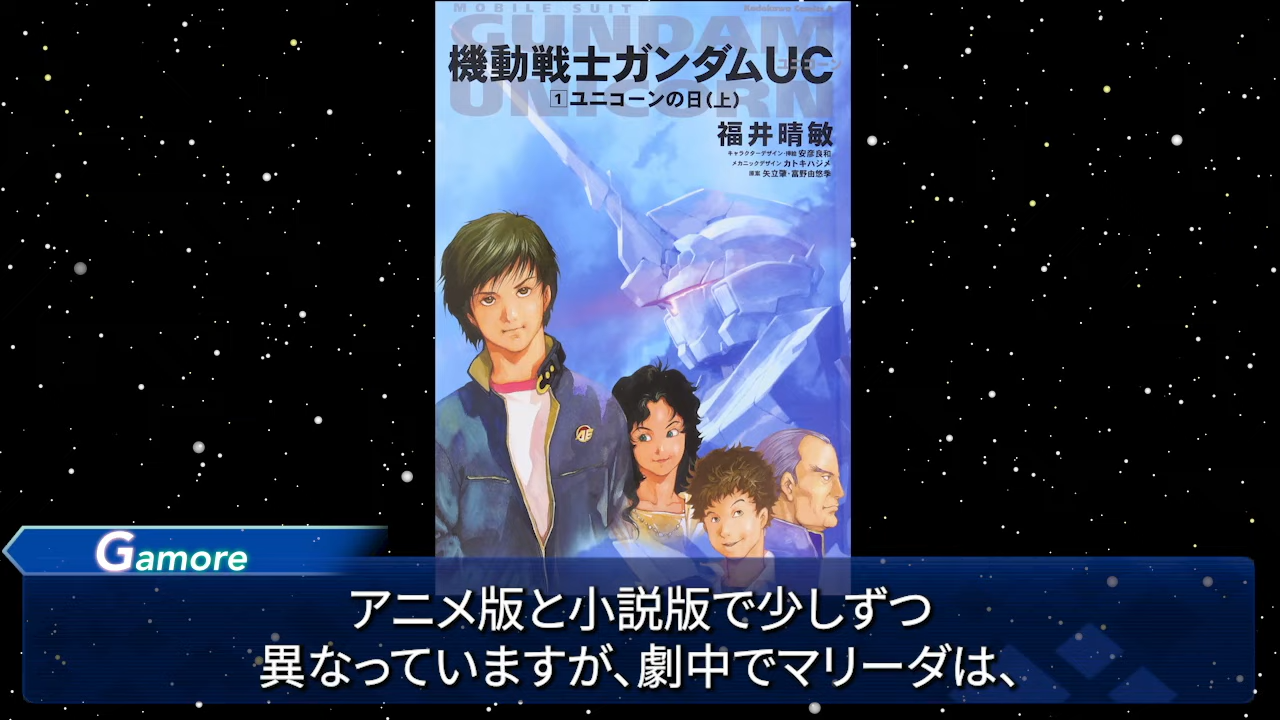 MOBILE SUIT
Kadokawa Comics A
GUNDAM
機動戦士ガンダムUC
ユニコーン
UNICORN
1 ユニコーンの日(上)
福井晴敏
キャラクターデザイン・挿絵 安彦良和
メカニックデザイン カトキハジメ
原案 矢立肇・富野由悠季
AE
Gamore
アニメ版と小説版で少しずつ
異なっていますが、劇中でマリーダは、